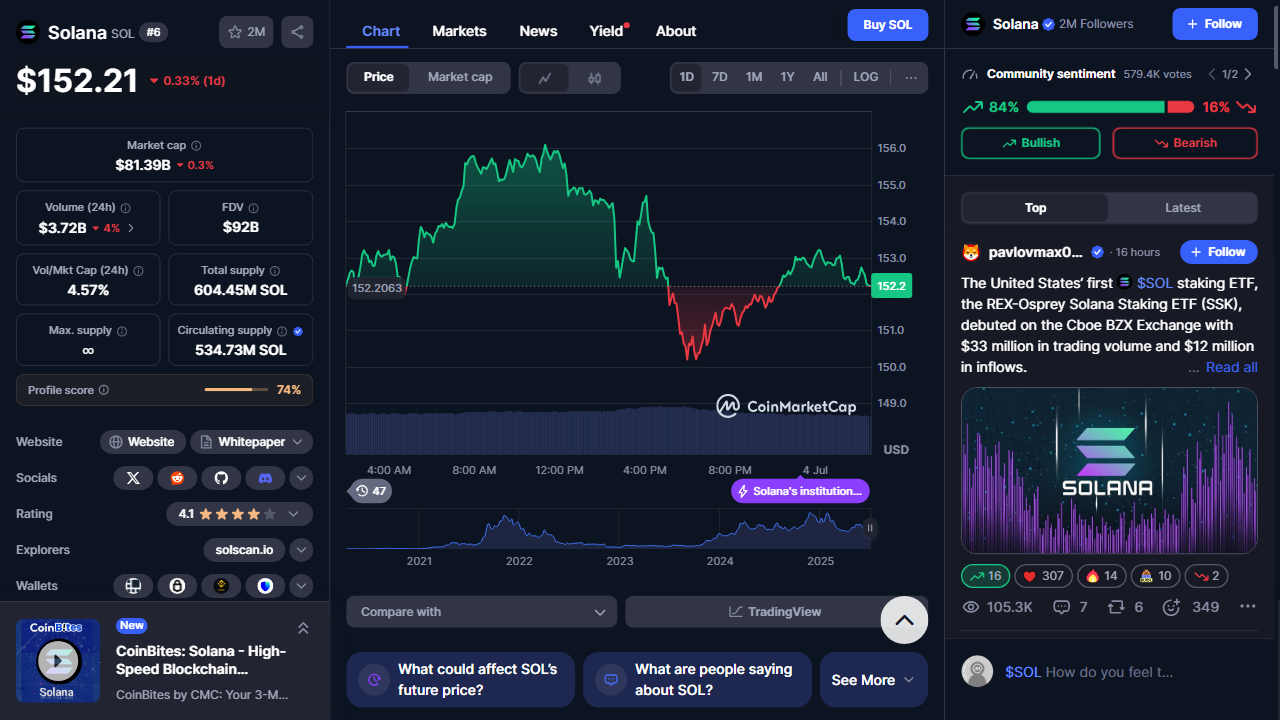 Solana SOL #6
2M
$152.21 0.33% (1d)
Market cap
$81.39B 0.3%
Volume (24h)
$3.72B 4%
FDV
$92B
Vol/Mkt Cap (24h)
4.57%
Total supply
604.45M SOL
Max. supply
∞
Circulating supply
534.73M SOL
Profile score 74%
Website Website Whitepaper
Socials
Rating 4.1
Explorers solscan.io
Wallets
CoinBites
Solana
New
CoinBites: Solana - High-
Speed Blockchain...
CoinBites by CMC: Your 3-M...
Chart Markets News Yield About
Buy SOL
Price Market cap
1D 7D 1M 1Y All LOG ...
156.0
155.0
154.0
153.0
152.2063
152.2
151.0
150.0
149.0
CoinMarketCap
USD
4:00 AM 8:00 AM 12:00 PM 4:00 PM 8:00 PM 4 Jul
47
Solana's institution...
2021 2022 2023 2024 2025
Compare with
TradingView
What could affect SOL's
future price?
What are people saying
about SOL?
See More
Solana 2M Followers
+ Follow
Community sentiment 579.4K votes 1/2
84% 16%
Bullish Bearish
Top Latest
pavlovmax0... · 16 hours
+ Follow
The United States' first $SOL staking ETF,
the REX-Osprey Solana Staking ETF (SSK),
debuted on the Cboe BZX Exchange with
$33 million in trading volume and $12 million
in inflows. ... Read all
SOLANA
16 307 14 10 2
105.3K 7 6 349 ...
$SOL How do you feel t...